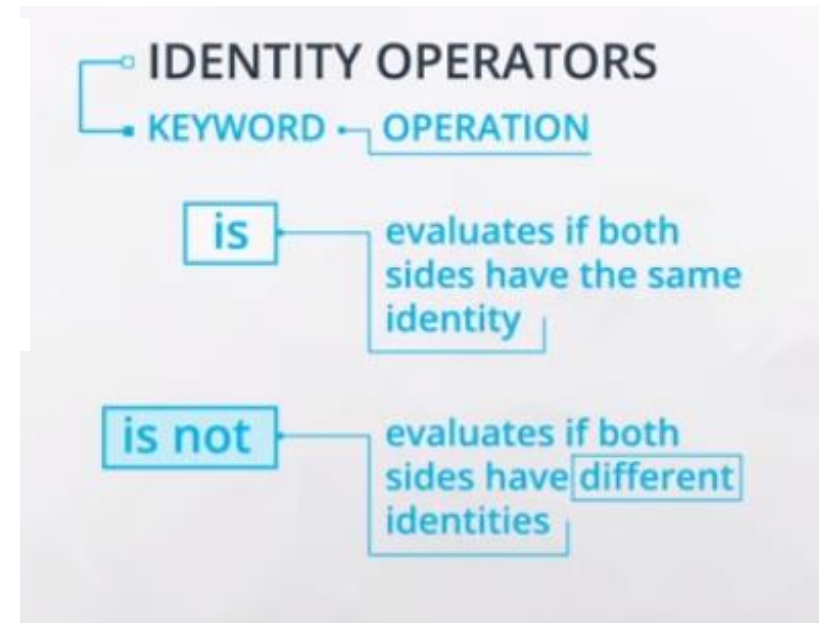 IDENTITY OPERATORS
KEYWORD OPERATION
is
evaluates if both
sides have the same
identity
is not
evaluates if both
sides have different
identities